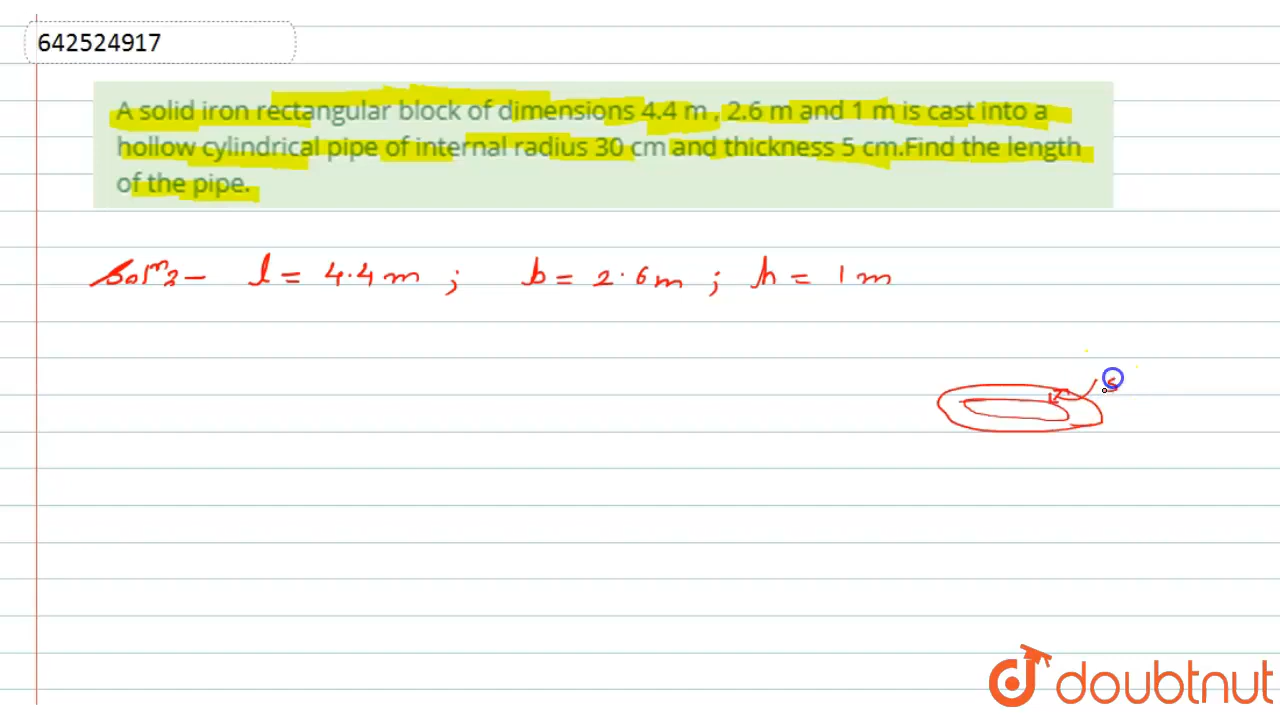 642524917
A solid iron rectangular block of dimensions 4.4 m , 2.6 m and 1 m is cast into a
hollow cylindrical pipe of internal radius 30 cm and thickness 5 cm.Find the length
of the pipe.
l = 4.4 m ; b = 2.6 m ; h = 1 m
doubtnut